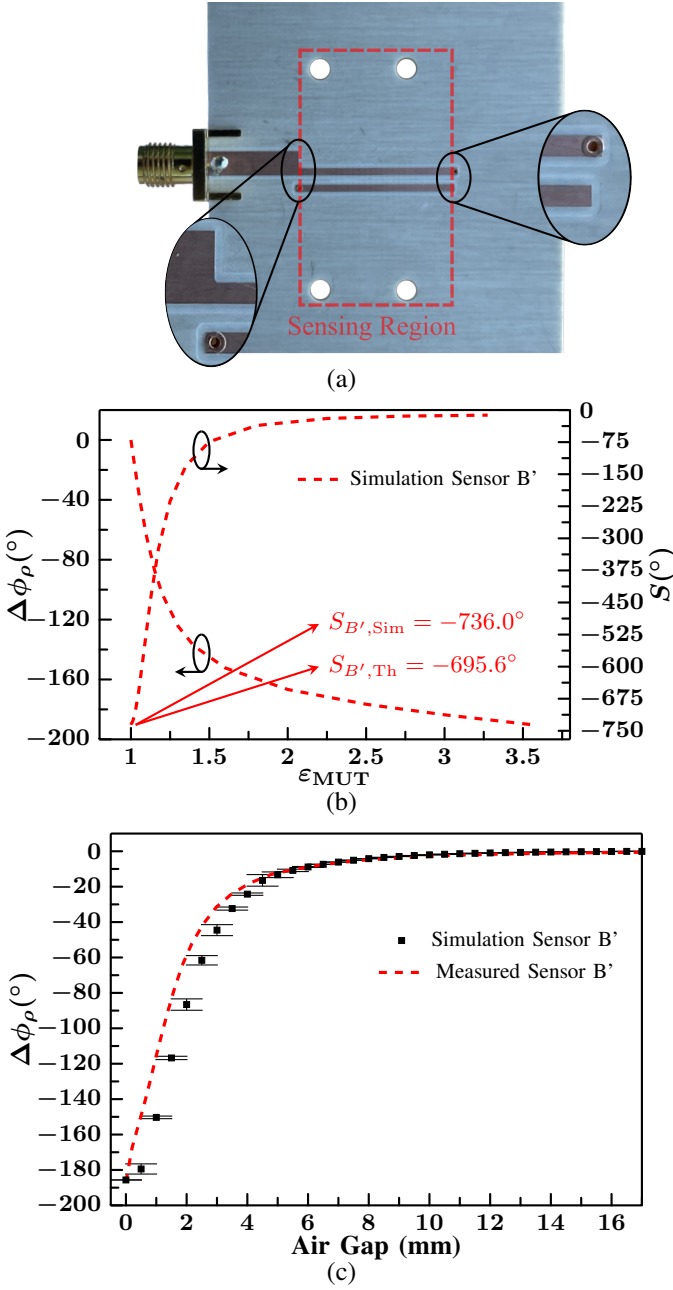 Sensing Region
(a)
0
−40
−80
−120
−160
−200
Δϕρ(°)
0
−75
−150
−225
−300
−375
−450
−525
−600
−675
−750
S(°)
Simulation Sensor B’
S_B′,Sim = −736.0°
S_B′,Th = −695.6°
1 1.5 2 2.5 3 3.5
εMUT
(b)
0
−20
−40
−60
−80
−100
−120
−140
−160
−180
−200
Δϕρ(°)
Simulation Sensor B’
Measured Sensor B’
0 2 4 6 8 10 12 14 16
Air Gap (mm)
(c)